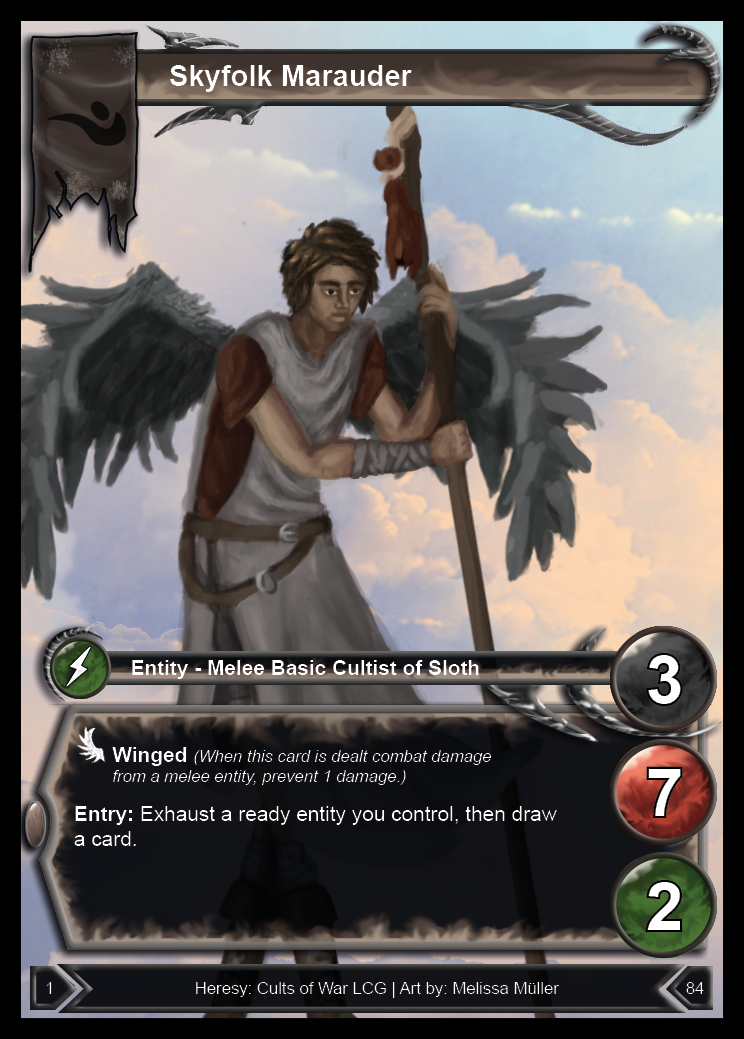 Skyfolk Marauder
Entity - Melee Basic Cultist of Sloth
3
Winged (When this card is dealt combat damage
from a melee entity, prevent 1 damage.)
7
Entry: Exhaust a ready entity you control, then draw
a card.
2
1
Heresy: Cults of War LCG | Art by: Melissa Müller
84